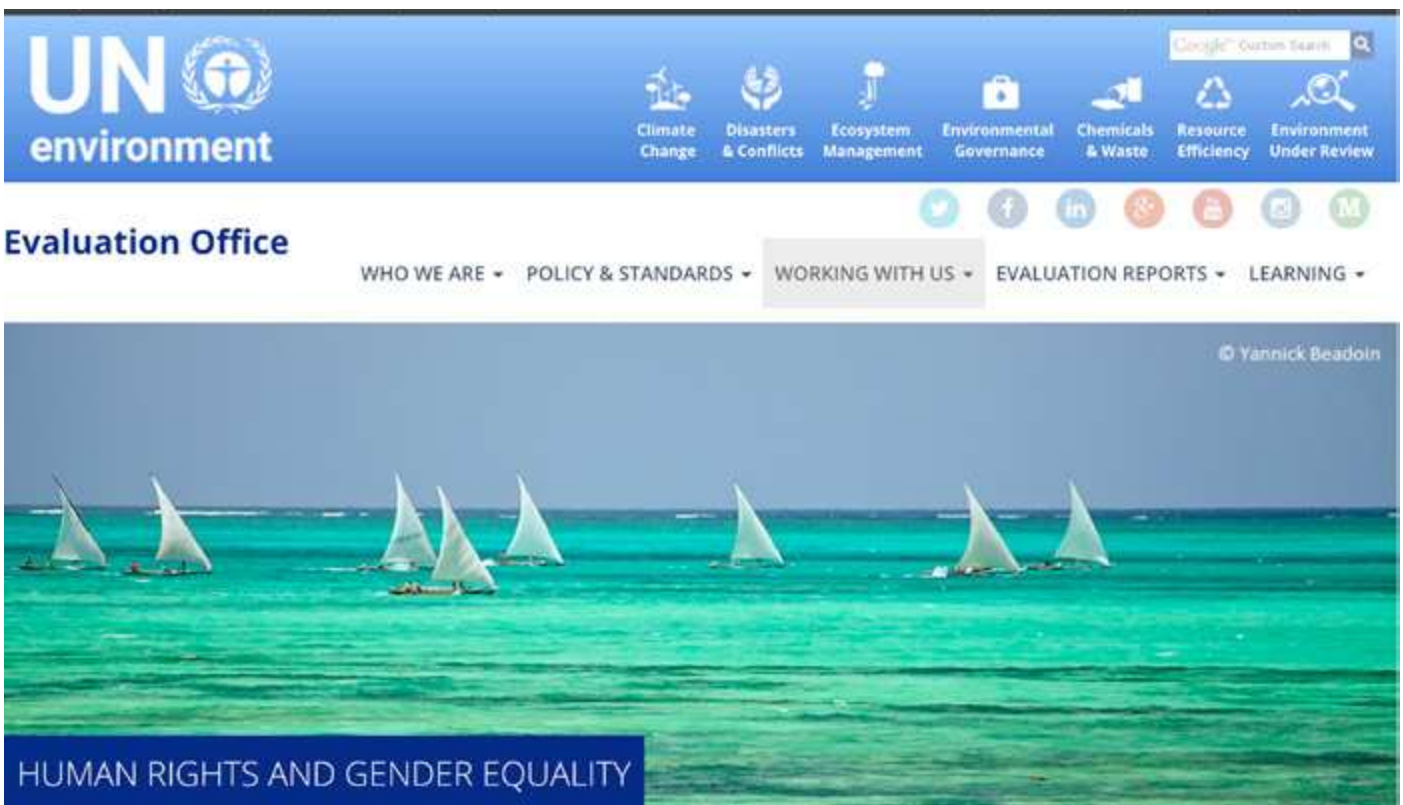 UN
environment
Google™ Custom Search
Climate
Change
Disasters
& Conflicts
Ecosystem
Management
Environmental
Governance
Chemicals
& Waste
Resource
Efficiency
Environment
Under Review
Evaluation Office
WHO WE ARE
POLICY & STANDARDS
WORKING WITH US
EVALUATION REPORTS
LEARNING
© Yannick Beadoin
HUMAN RIGHTS AND GENDER EQUALITY